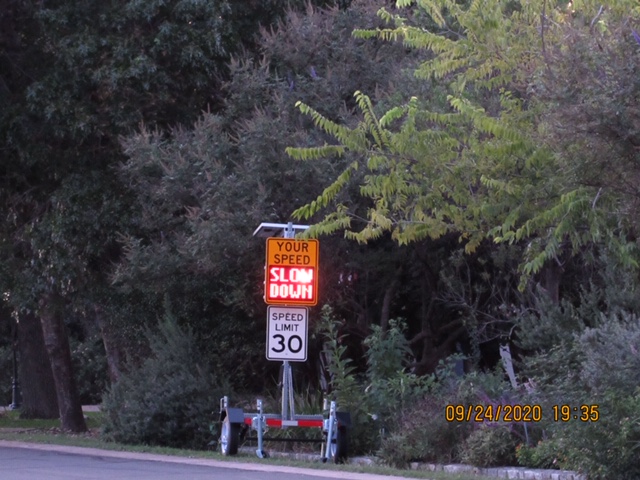 YOUR
SPEED
SLOW
DOWN
SPEED
LIMIT
30
09/24/2020 19:35